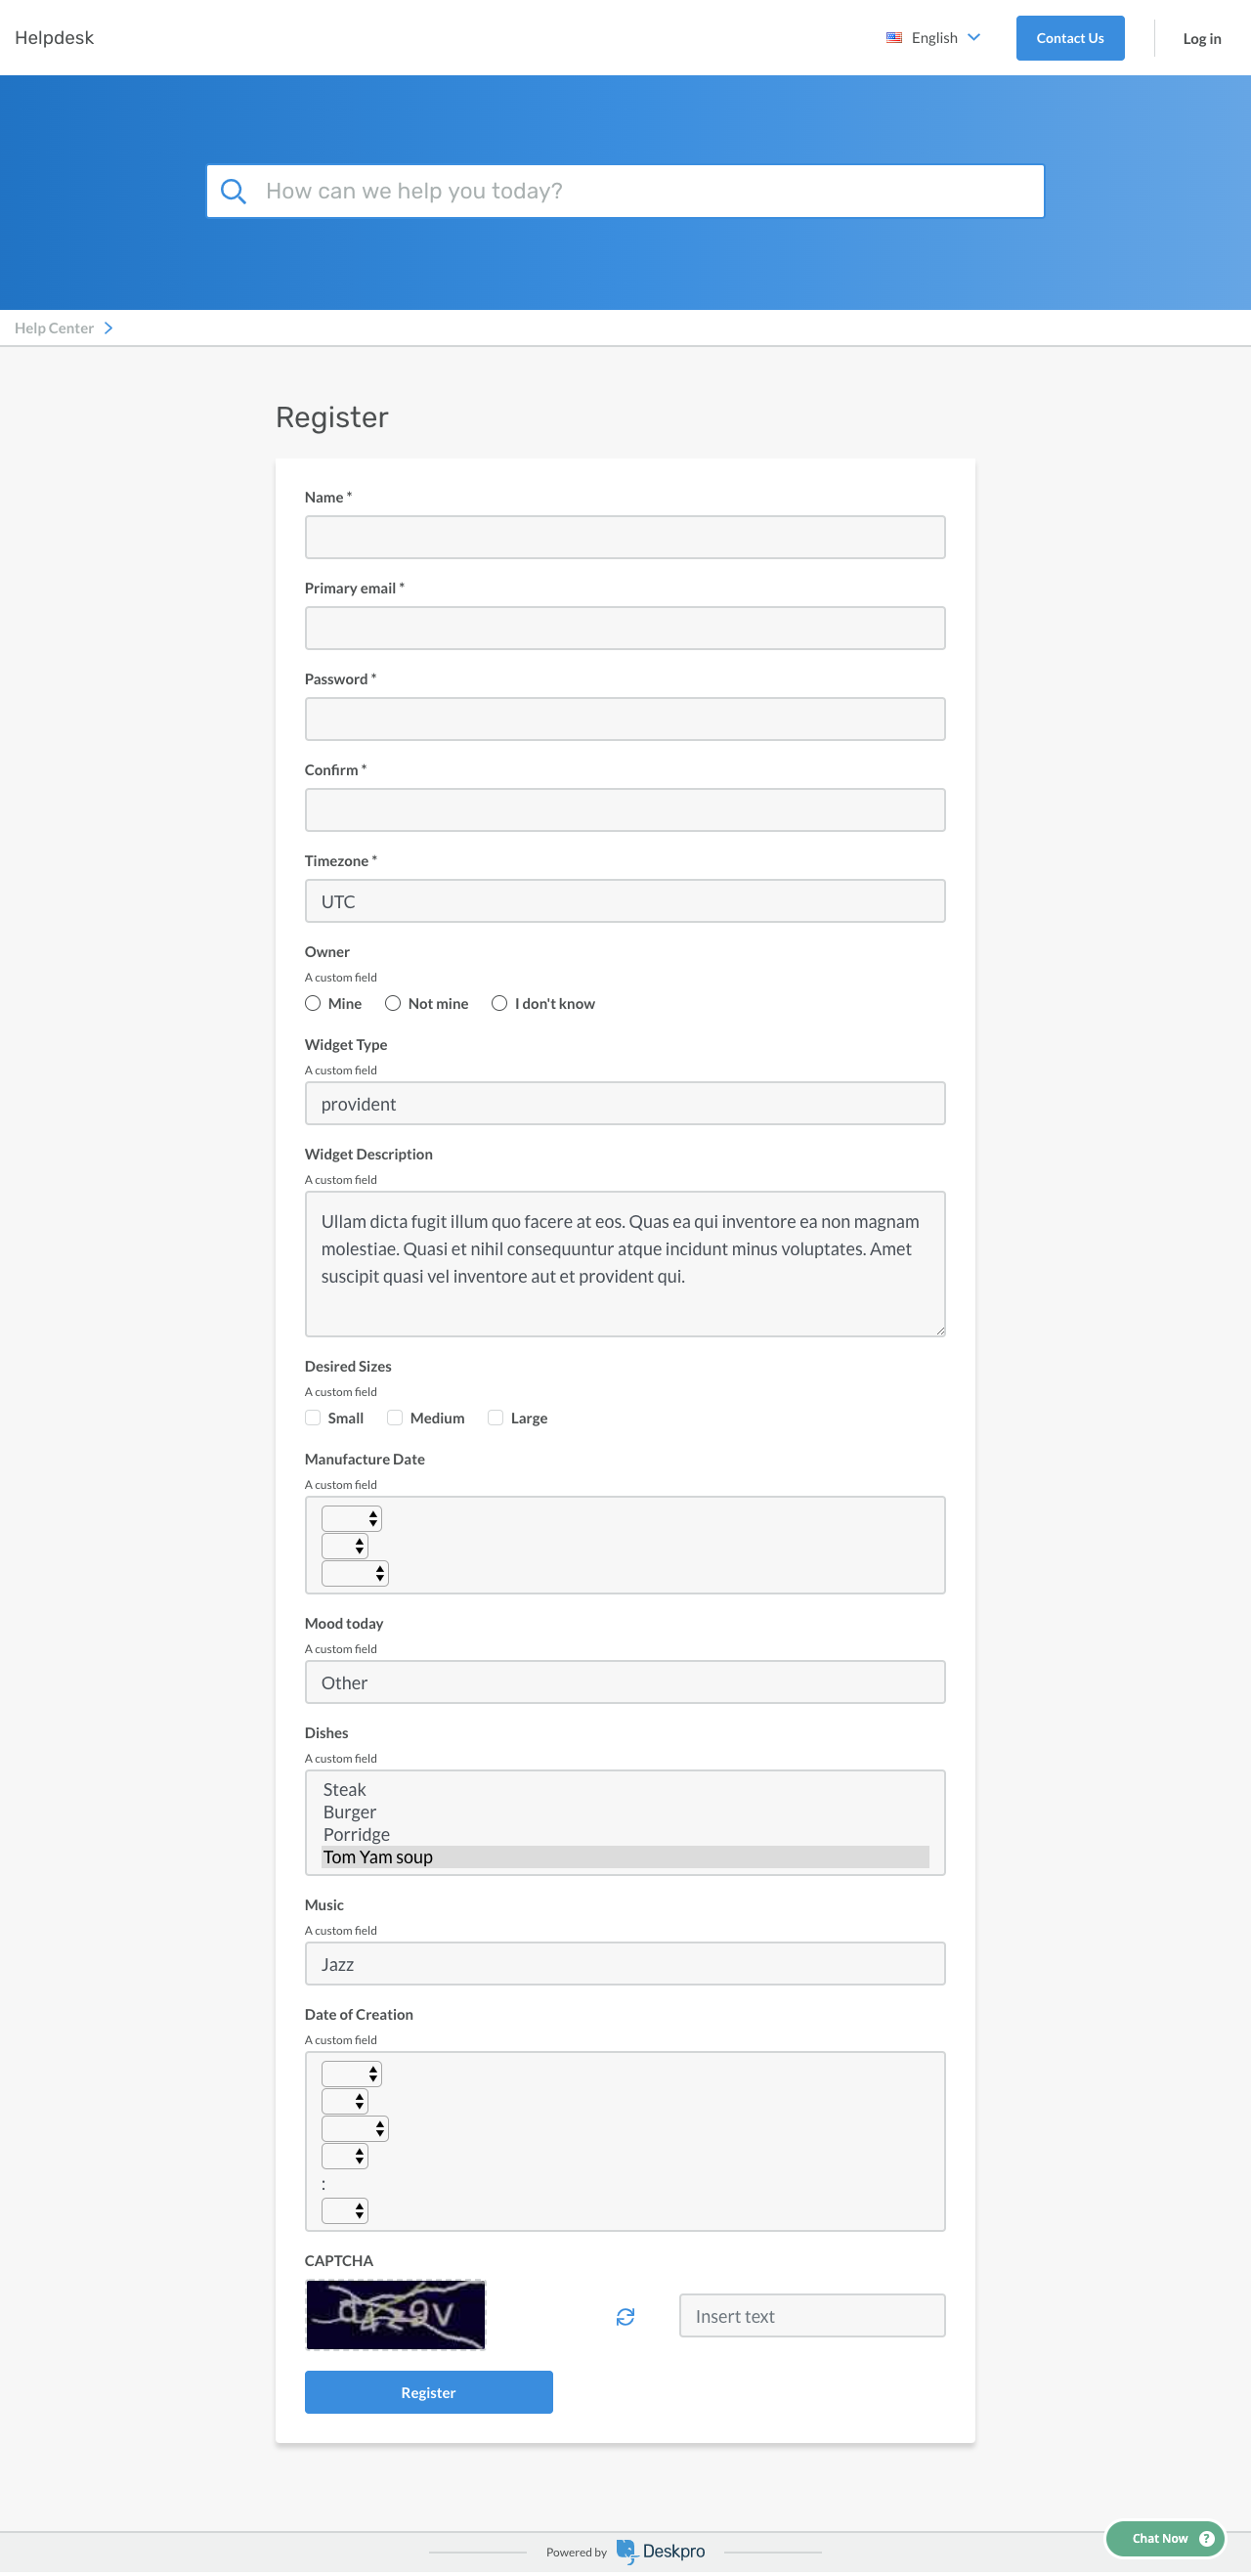 Helpdesk
English
Contact Us
Log in
How can we help you today?
Help Center
Register
Name *
Primary email *
Password *
Confirm *
Timezone *
UTC
Owner
A custom field
Mine Not mine I don't know
Widget Type
A custom field
provident
Widget Description
A custom field
Ullam dicta fugit illum quo facere at eos. Quas ea qui inventore ea non magnam
molestiae. Quasi et nihil consequuntur atque incidunt minus voluptates. Amet
suscipit quasi vel inventore aut et provident qui.
Desired Sizes
A custom field
Small Medium Large
Manufacture Date
A custom field
Mood today
A custom field
Other
Dishes
A custom field
Steak
Burger
Porridge
Tom Yam soup
Music
A custom field
Jazz
Date of Creation
A custom field
:
CAPTCHA
Insert text
Register
Powered by Deskpro
Chat Now ?